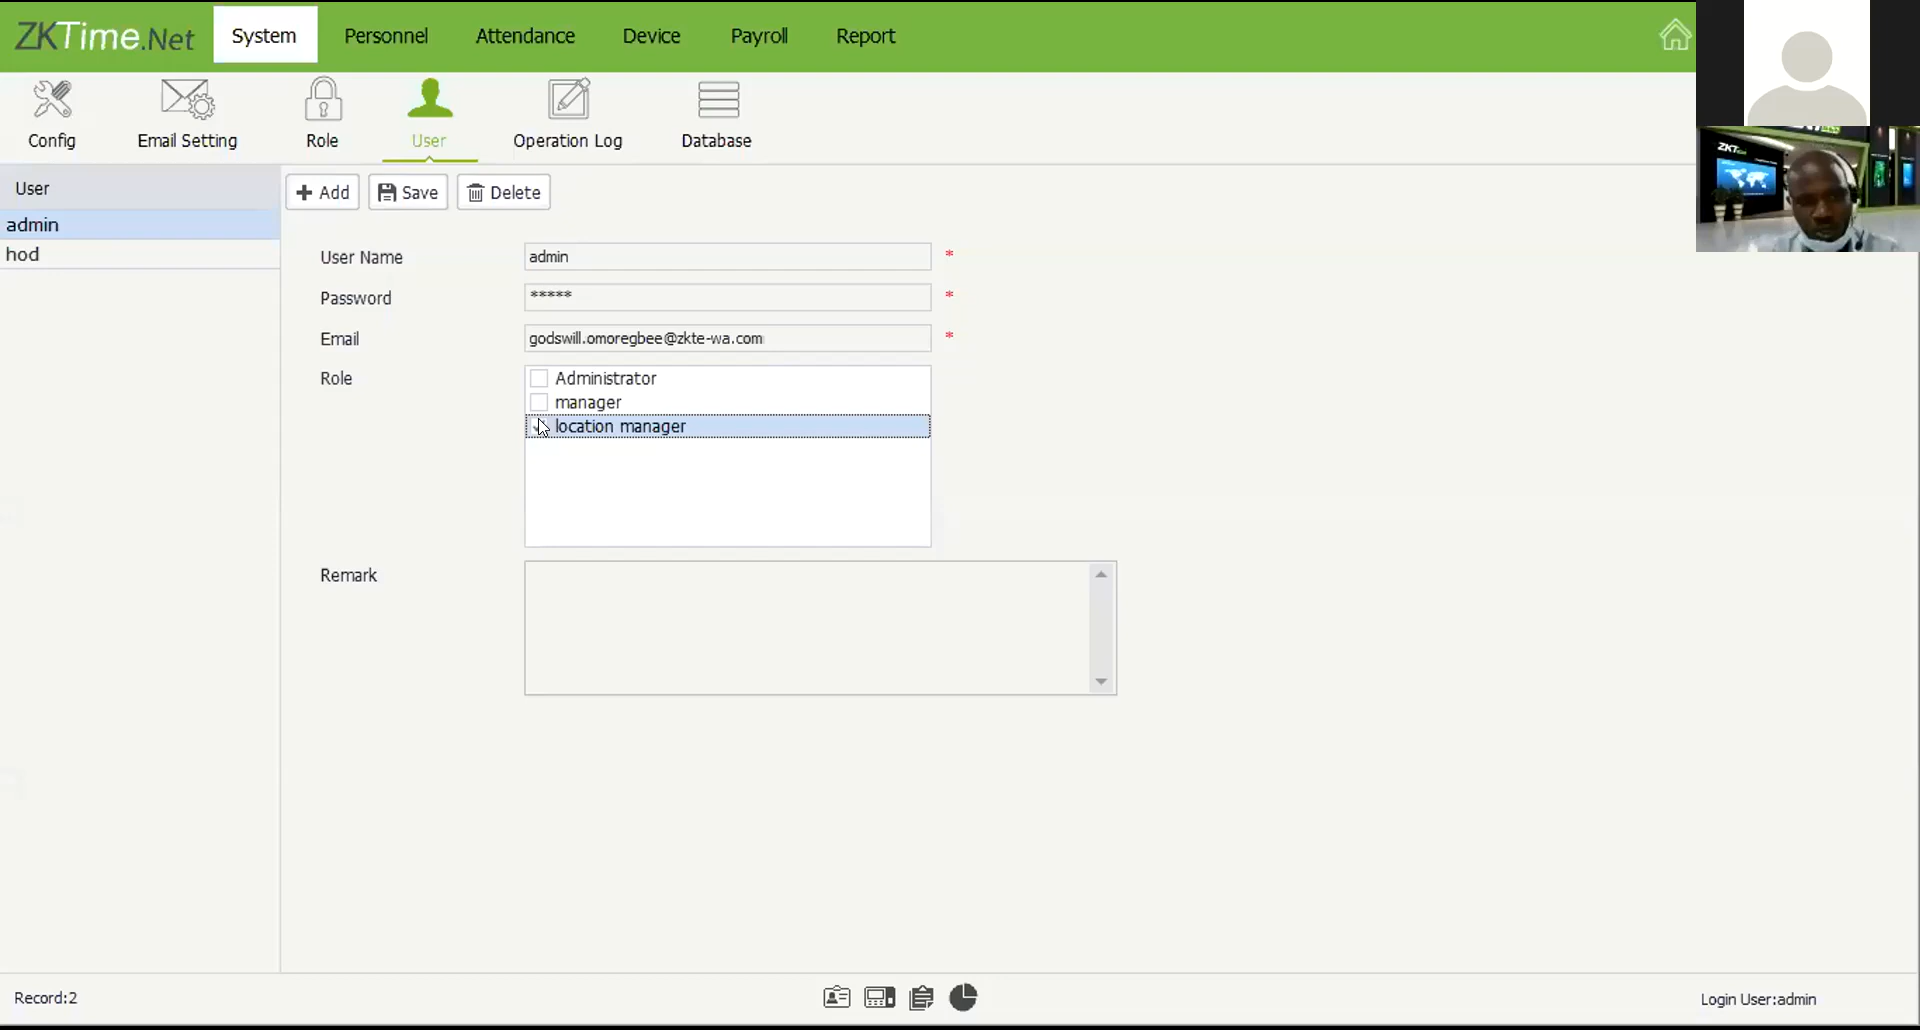 ZKTime.Net System Personnel Attendance Device Payroll Report
Config Email Setting Role User Operation Log Database
User
admin
hod
Add Save Delete
User Name admin *
Password ***** *
Email godswill.omoregbee@zkte-wa.com *
Role Administrator
manager
location manager
Remark
Record:2
Login User:admin
ZKT